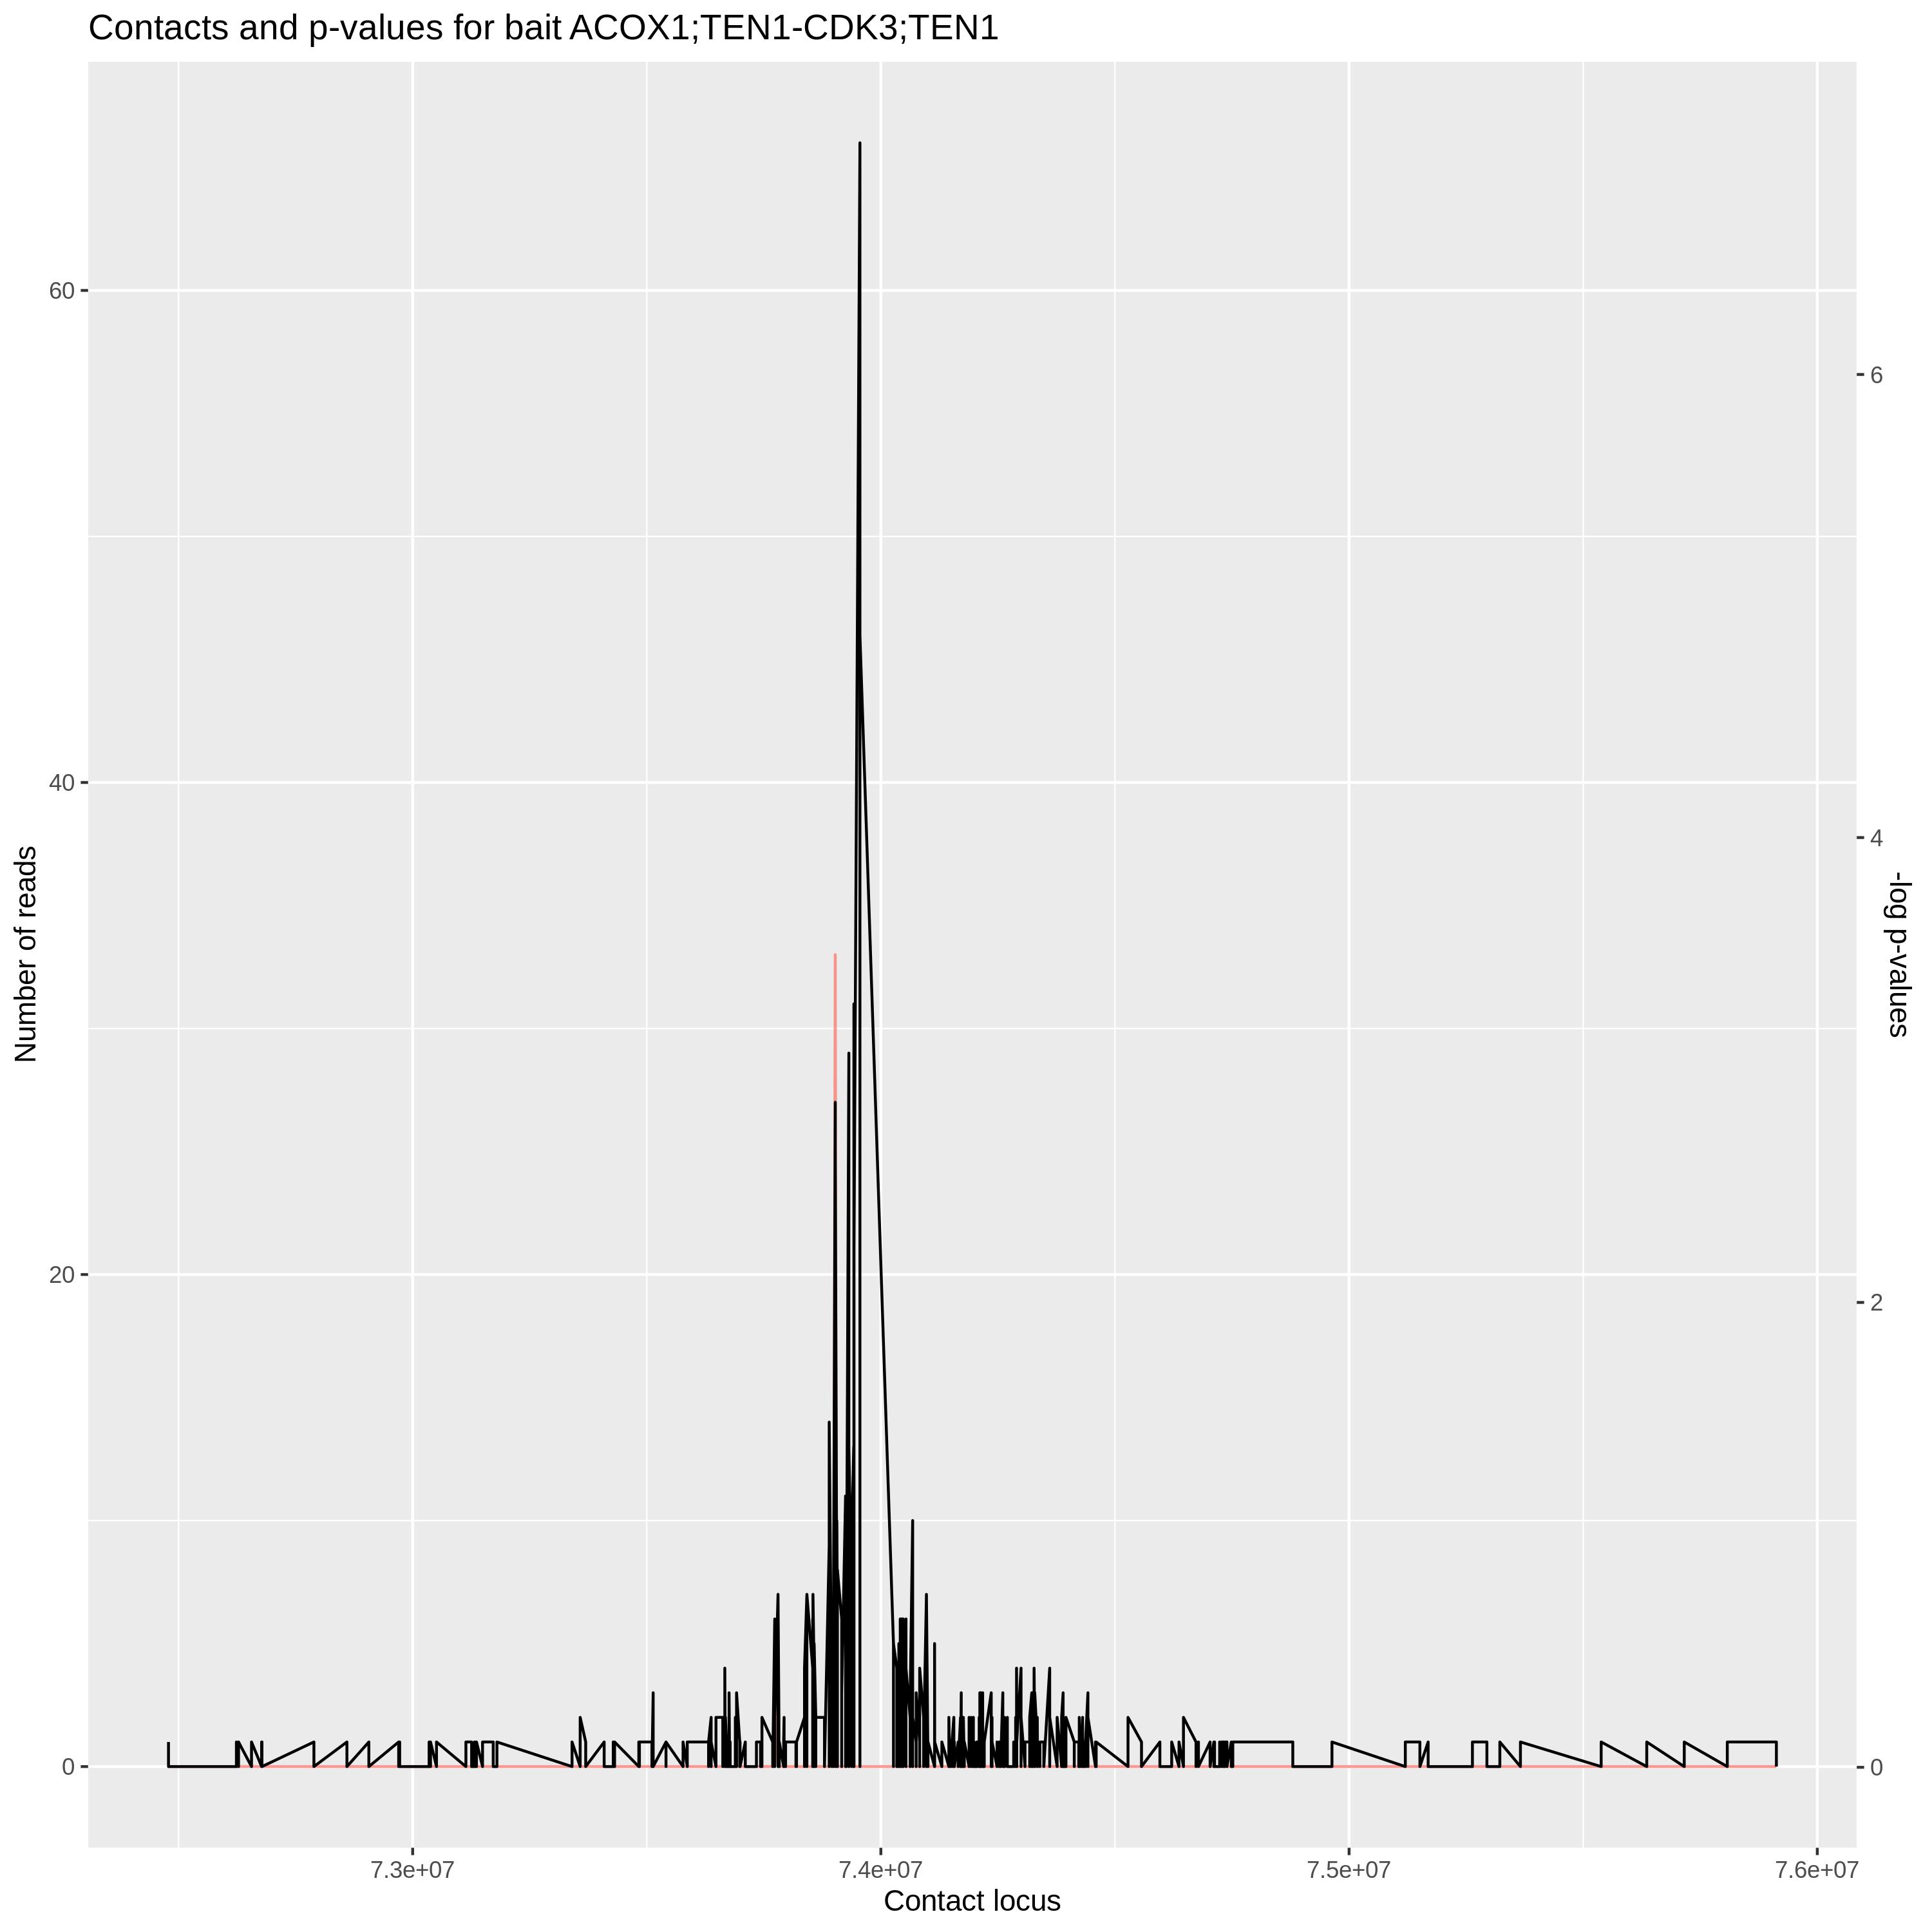 Contacts and p-values for bait ACOX1;TEN1-CDK3;TEN1
60
40
20
0
Number of reads
6
4
2
0
-log p-values
7.3e+07
7.4e+07
7.5e+07
7.6e+07
Contact locus